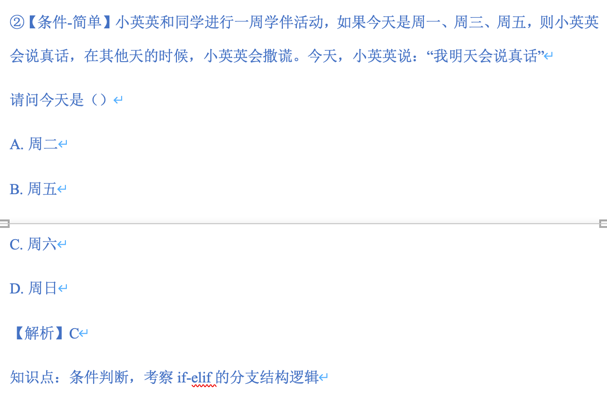 ②【条件-简单】小英英和同学进行一周学伴活动，如果今天是周一、周三、周五，则小英英
会说真话，在其他天的时候，小英英会撒谎。今天，小英英说：“我明天会说真话”↵
请问今天是（）↵
A. 周二↵
B. 周五↵
C. 周六↵
D. 周日↵
【解析】C↵
知识点：条件判断，考察 if-elif 的分支结构逻辑↵